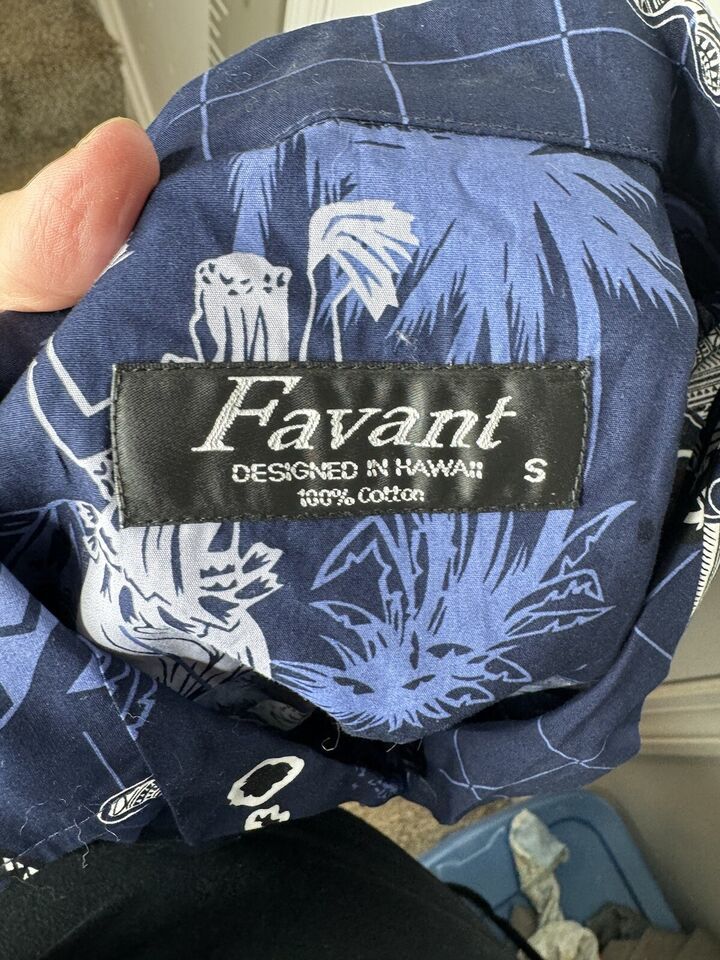 Favant
DESIGNED IN HAWAII S
100% Cotton